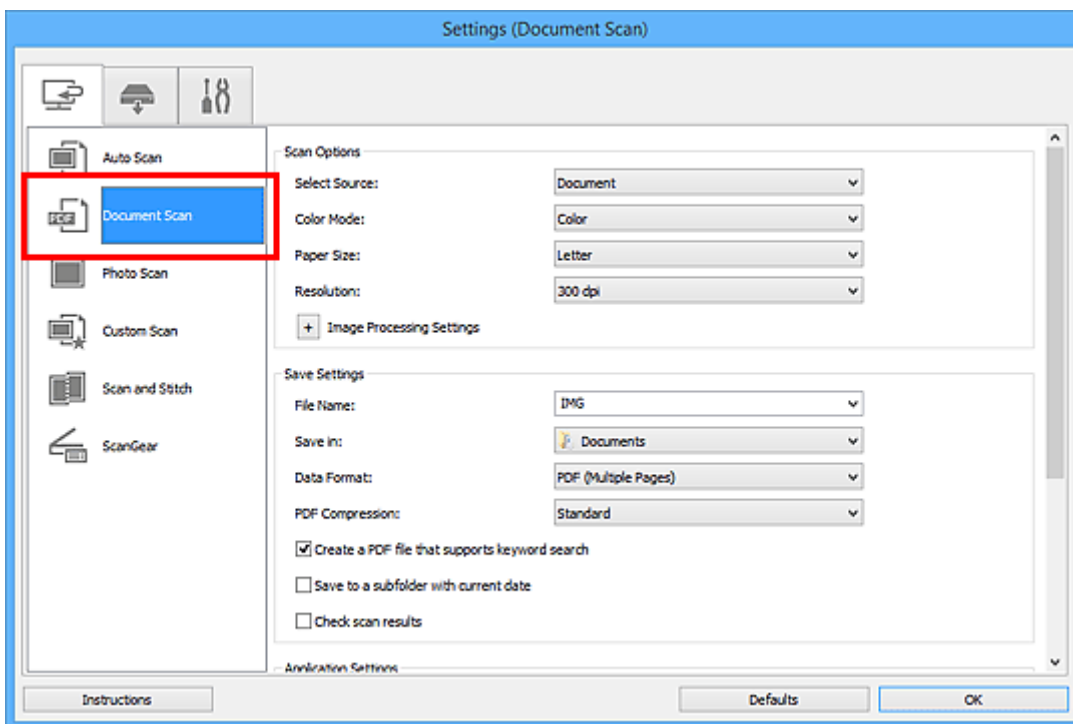 Settings (Document Scan)
Auto Scan
PDF
Document Scan
Photo Scan
Custom Scan
Scan and Stitch
ScanGear
Scan Options
Select Source: Document
Color Mode: Color
Paper Size: Letter
Resolution: 300 dpi
+ Image Processing Settings
Save Settings
File Name: IMG
Save in: Documents
Data Format: PDF (Multiple Pages)
PDF Compression: Standard
Create a PDF file that supports keyword search
Save to a subfolder with current date
Check scan results
Application Settings
Instructions Defaults OK